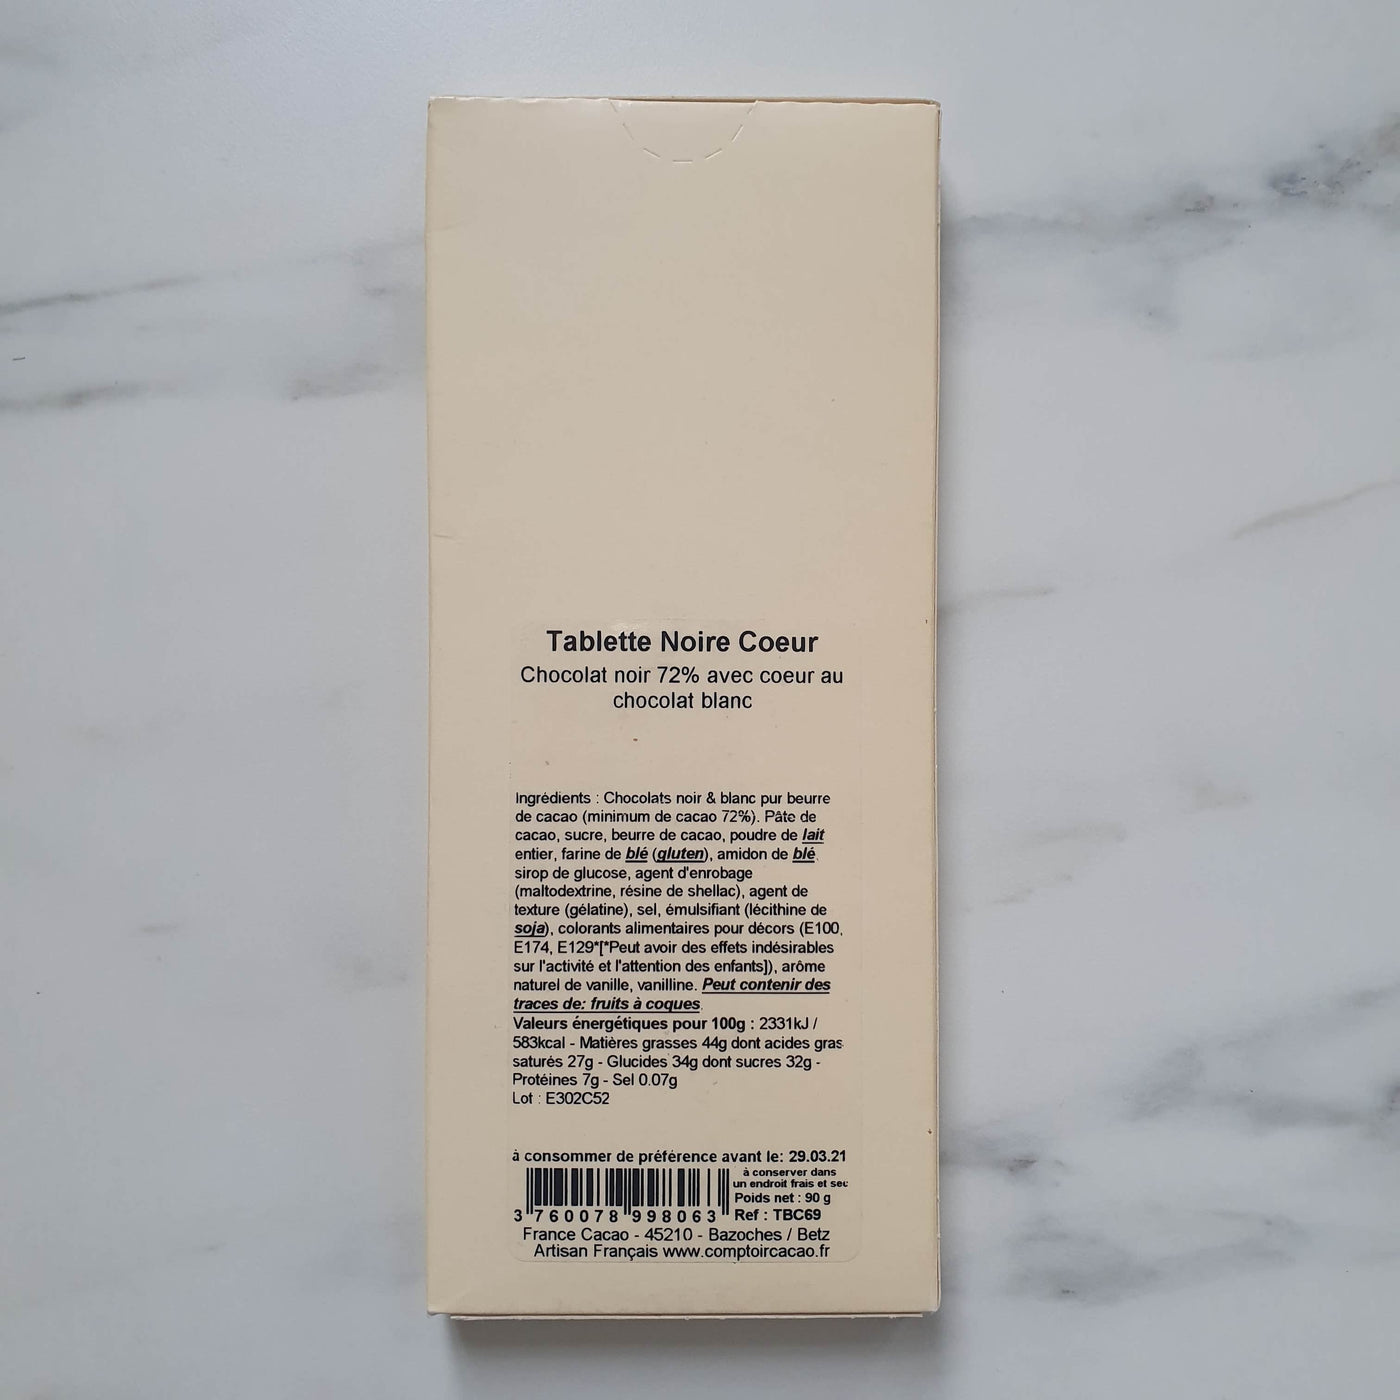 Tablette Noire Coeur
Chocolat noir 72% avec coeur au
chocolat blanc
Ingrédients : Chocolats noir & blanc pur beurre
de cacao (minimum de cacao 72%). Pâte de
cacao, sucre, beurre de cacao, poudre de lait
entier, farine de blé (gluten), amidon de blé,
sirop de glucose, agent d'enrobage
(maltodextrine, résine de shellac), agent de
texture (gélatine), sel, émulsifiant (lécithine de
soja), colorants alimentaires pour décors (E100,
E174, E129*[*Peut avoir des effets indésirables
sur l'activité et l'attention des enfants]), arôme
naturel de vanille, vanilline. Peut contenir des
traces de: fruits à coques.
Valeurs énergétiques pour 100g : 2331kJ /
583kcal - Matières grasses 44g dont acides gras
saturés 27g - Glucides 34g dont sucres 32g -
Protéines 7g - Sel 0.07g
Lot : E302C52
à consommer de préférence avant le: 29.03.21
à conserver dans
un endroit frais et sec
Poids net : 90 g
3 760078 998063 Ref : TBC69
France Cacao - 45210 - Bazoches / Betz
Artisan Français www.comptoircacao.fr